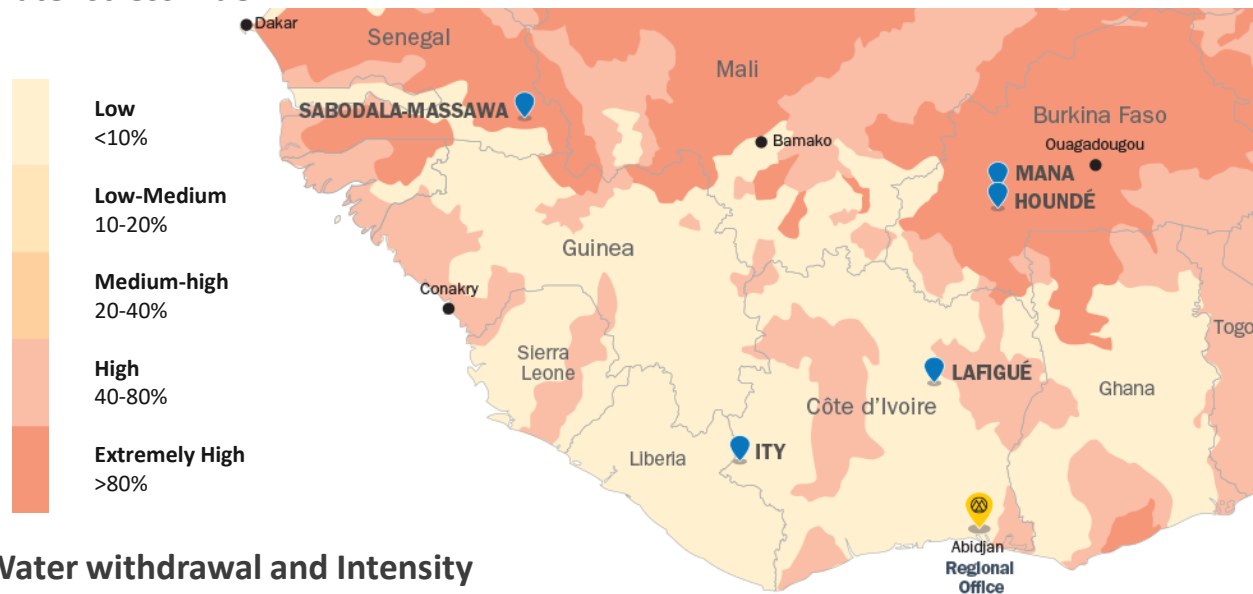 Dakar
Senegal
Mali
Low
<10%
SABODALA-MASSAWA
Burkina Faso
Ouagadougou
Bamako
MANA
HOUNDÉ
Low-Medium
10-20%
Guinea
Medium-high
20-40%
Conakry
Togo
High
40-80%
Sierra
Leone
LAFIGUÉ
Ghana
Côte d'Ivoire
Extremely High
>80%
Liberia
ITY
Abidjan
Regional
Office
Water withdrawal and Intensity